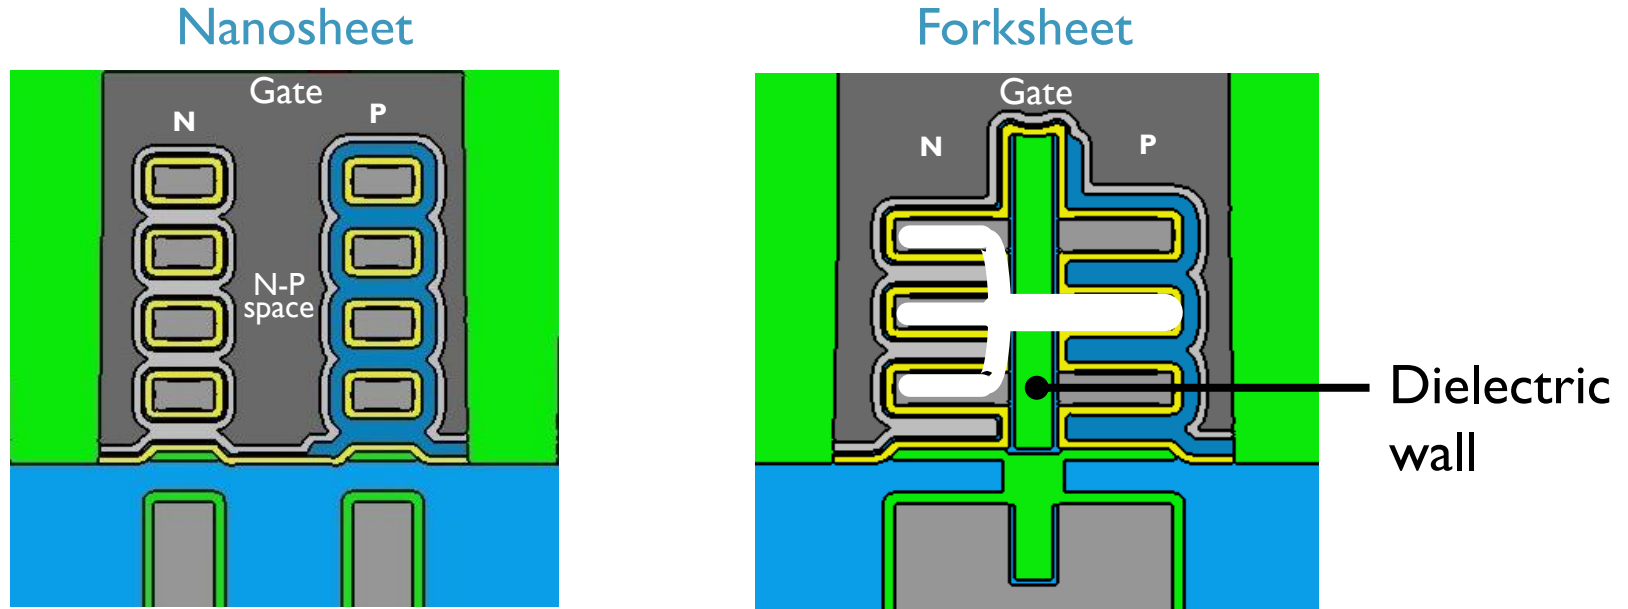 Nanosheet
Forksheet
Gate
N
P
N-P
space
Gate
N
P
Dielectric
wall